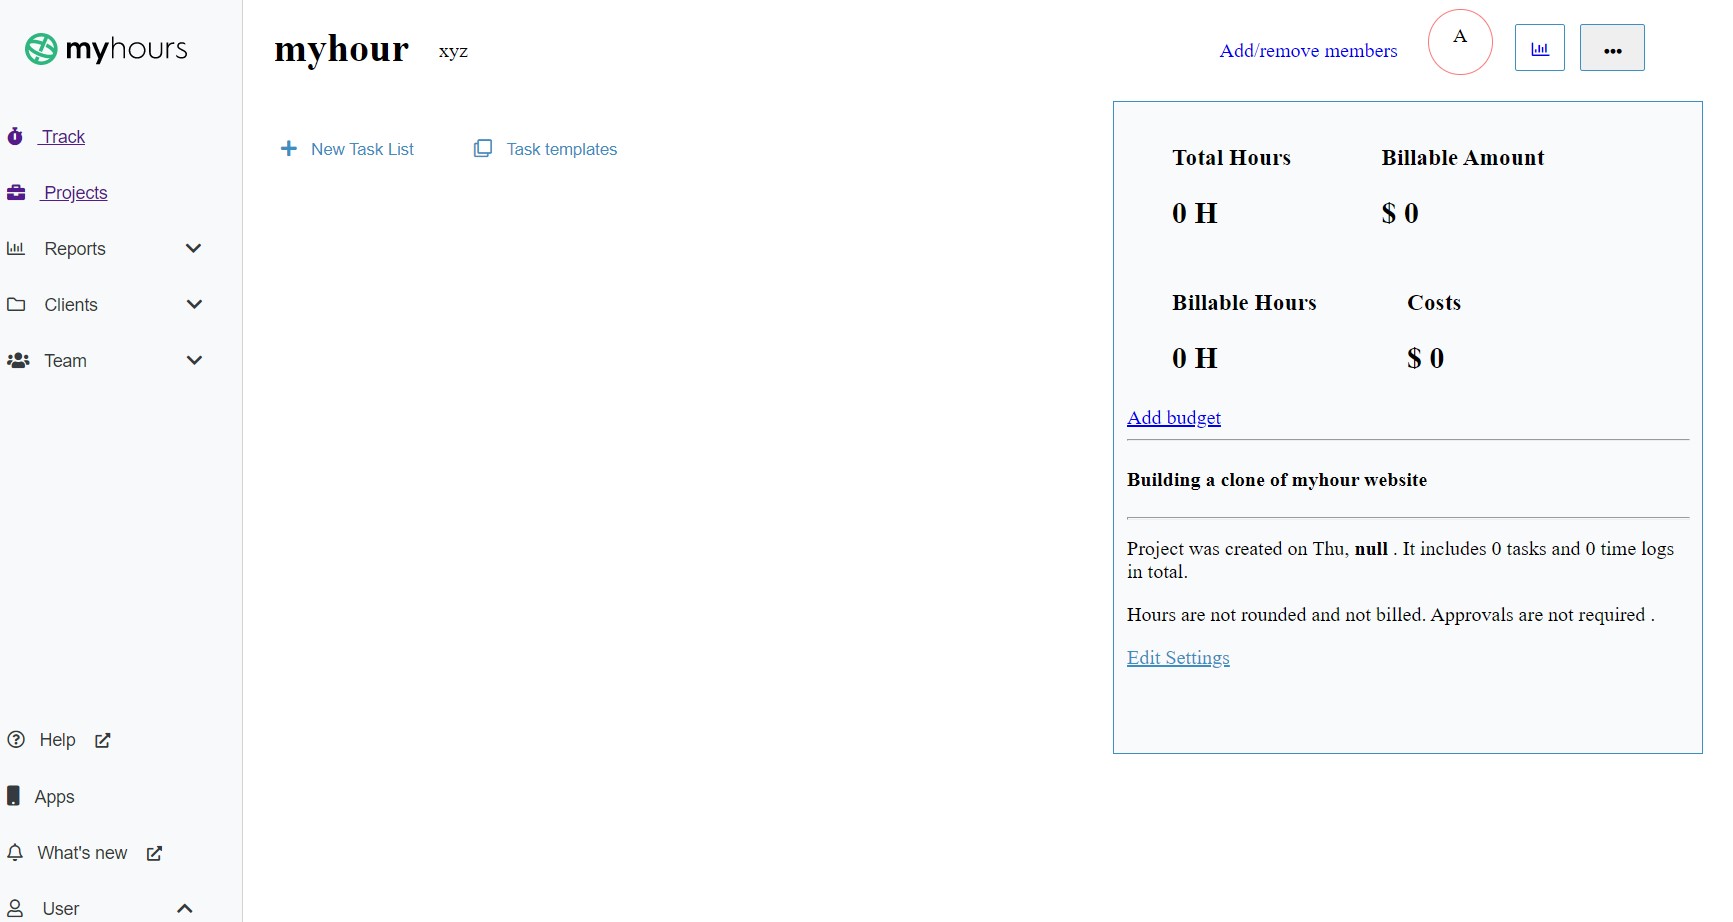 myhours
Track
Projects
Reports
Clients
Team
Help
Apps
What's new
User
myhour xyz
Add/remove members
A
New Task List
Task templates
Total Hours
Billable Amount
0 H
$ 0
Billable Hours
Costs
0 H
$ 0
Add budget
Building a clone of myhour website
Project was created on Thu, null . It includes 0 tasks and 0 time logs
in total.
Hours are not rounded and not billed. Approvals are not required .
Edit Settings